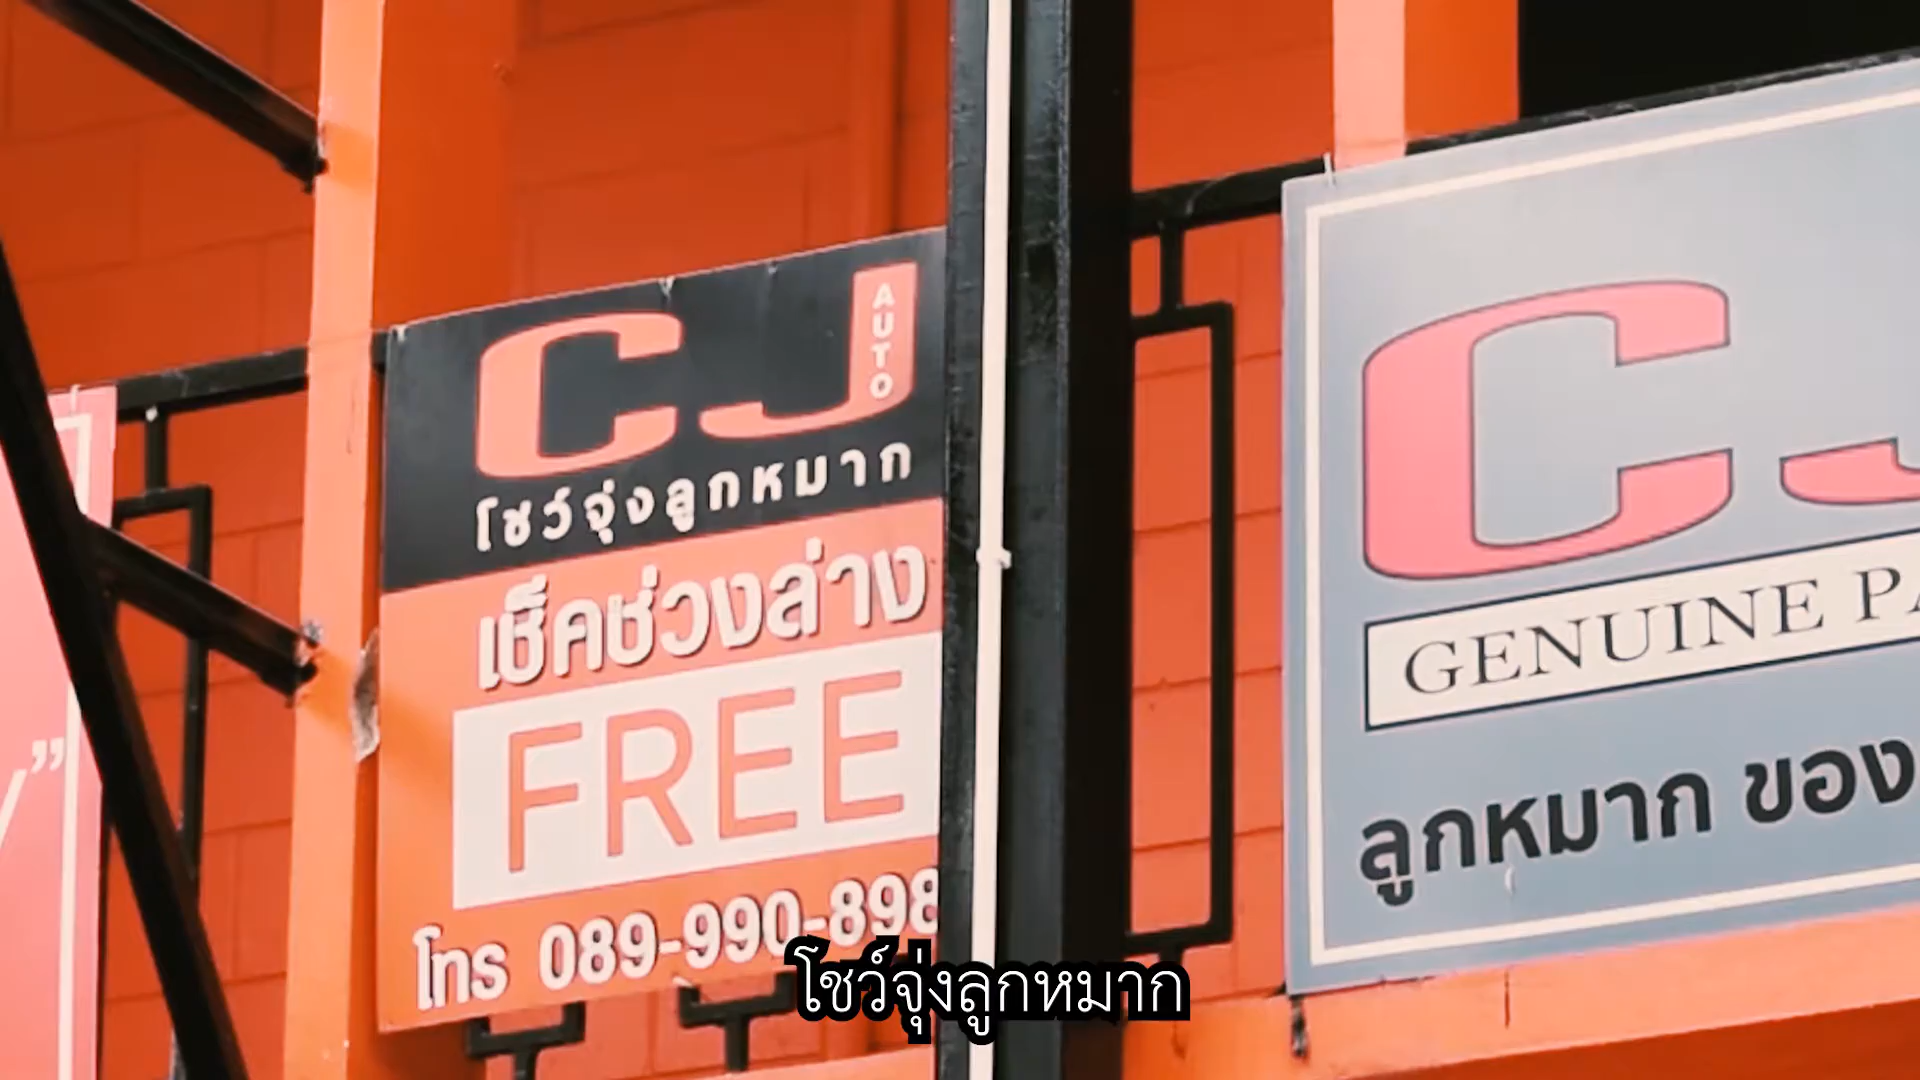 CJ AUTO
โชว์จุ่งลูกหมาก
เช็คช่วงล่าง
FREE
โทร 089-990-898
CJ
GENUINE PA
ลูกหมาก ของ
โชว์จุ่งลูกหมาก